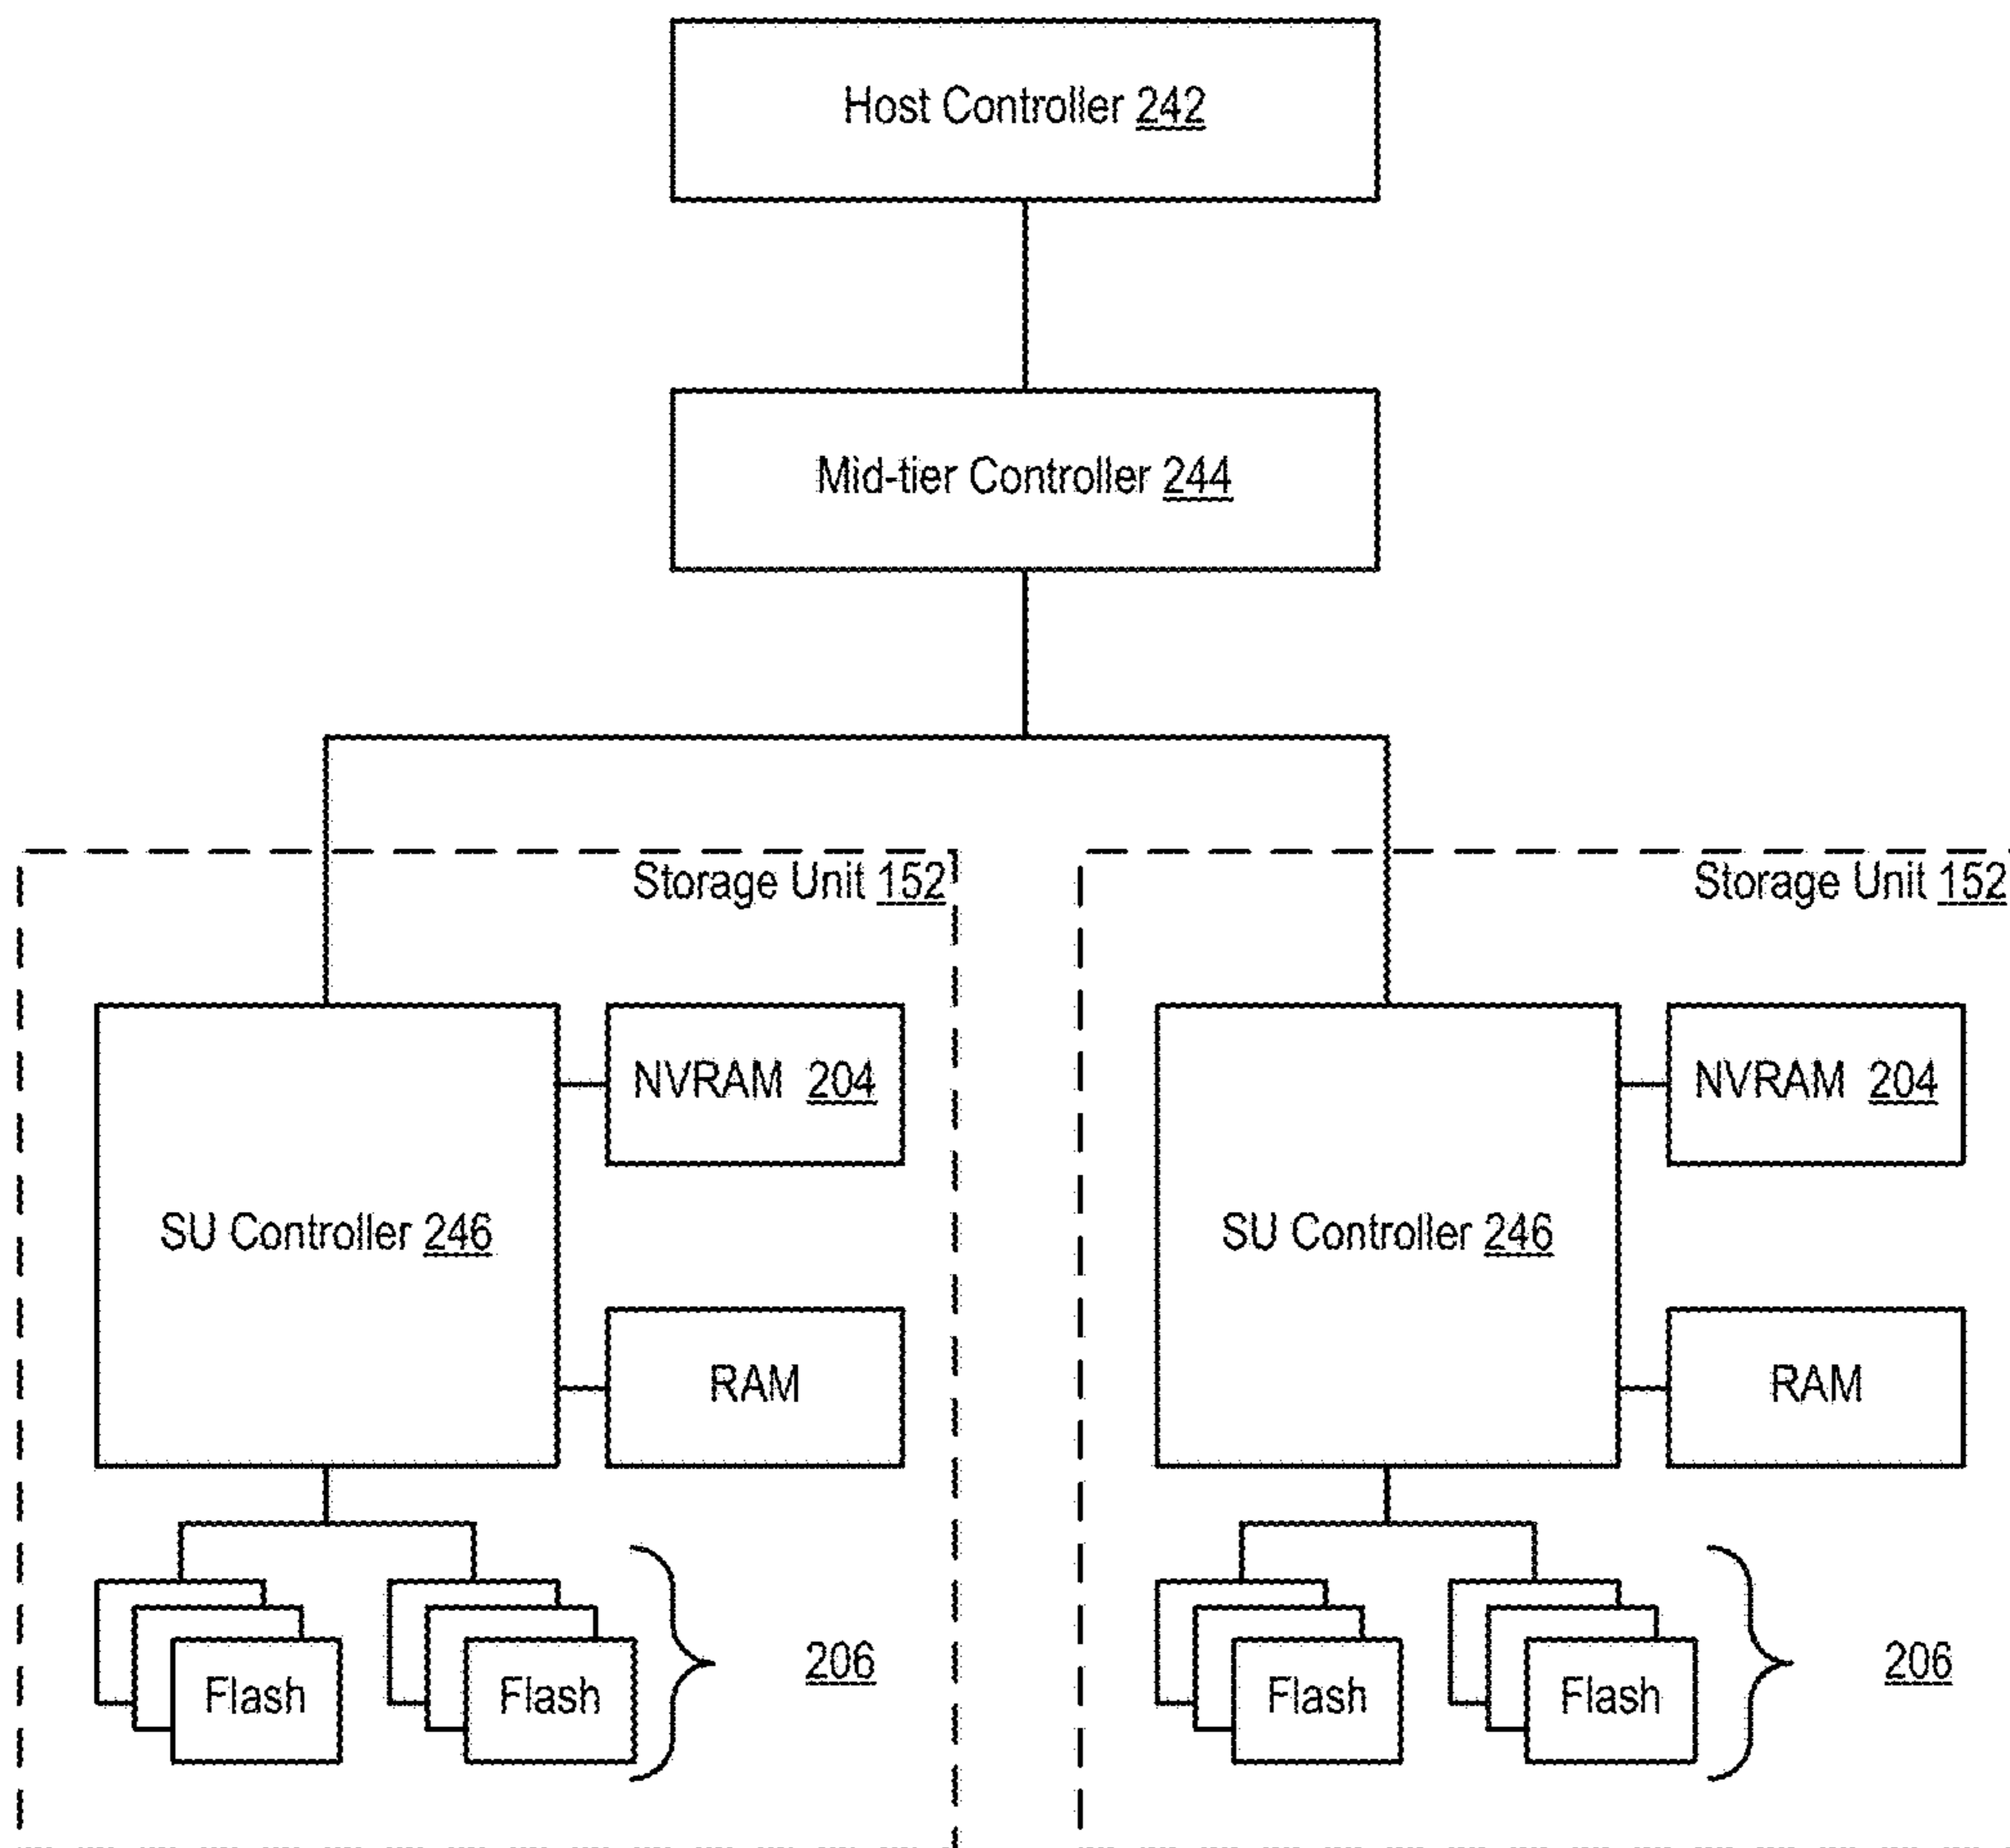 Host Controller 242
Mid-tier Controller 244
Storage Unit 152
SU Controller 246
NVRAM 204
RAM
Flash
Flash
206
Storage Unit 152
SU Controller 246
NVRAM 204
RAM
Flash
Flash
206